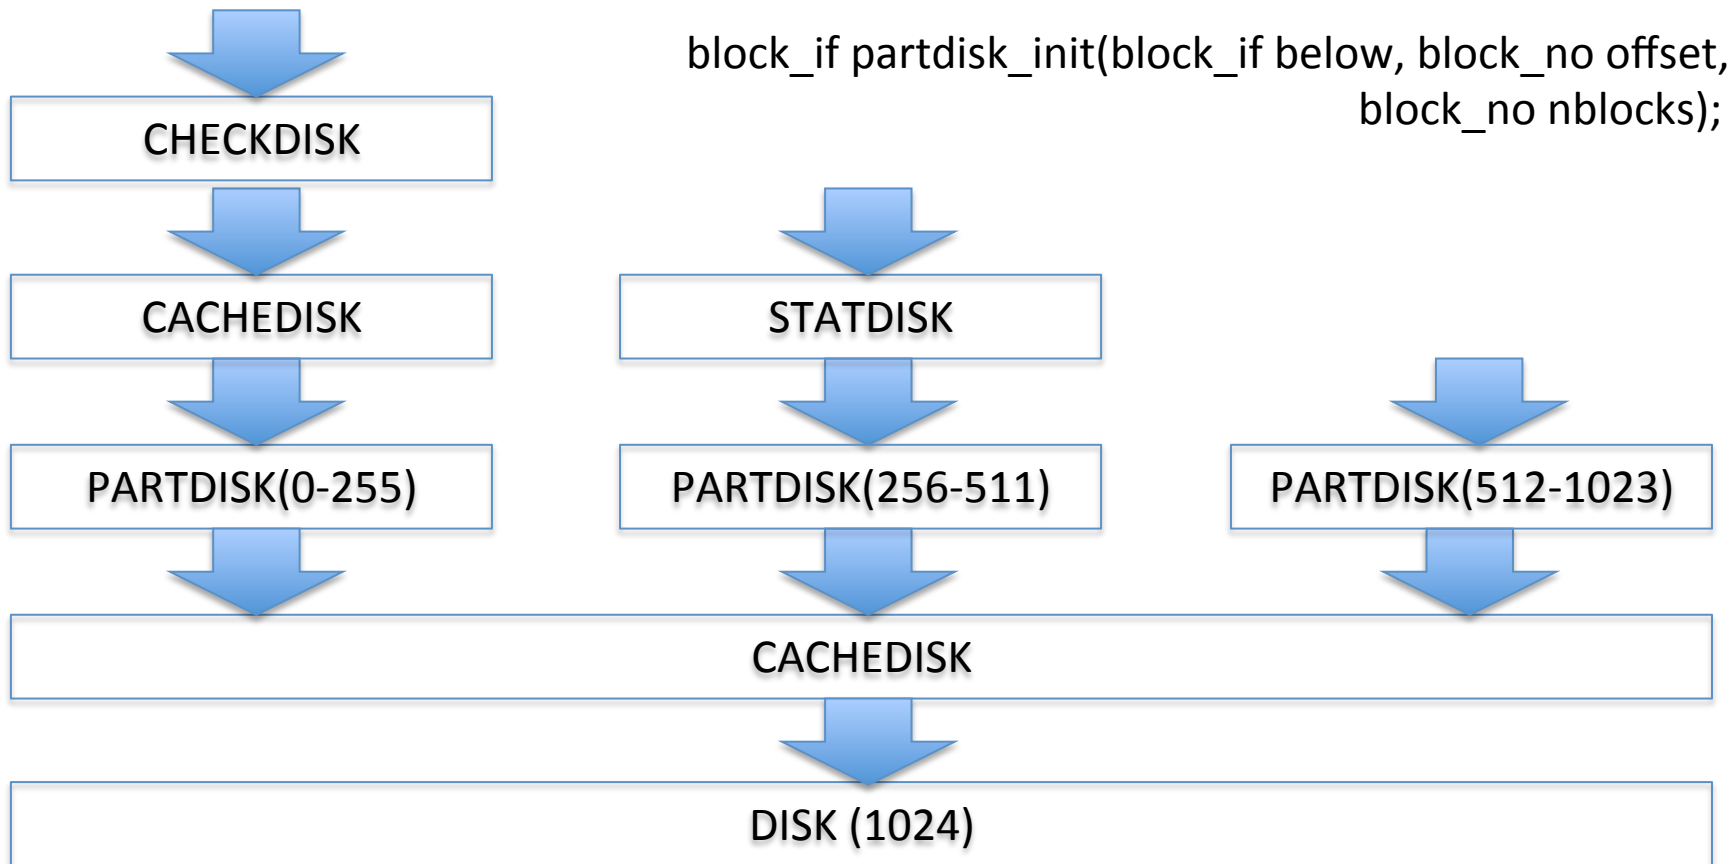 block_if partdisk_init(block_if below, block_no offset,
block_no nblocks);
CHECKDISK
CACHEDISK
STATDISK
PARTDISK(0-255)
PARTDISK(256-511)
PARTDISK(512-1023)
CACHEDISK
DISK (1024)